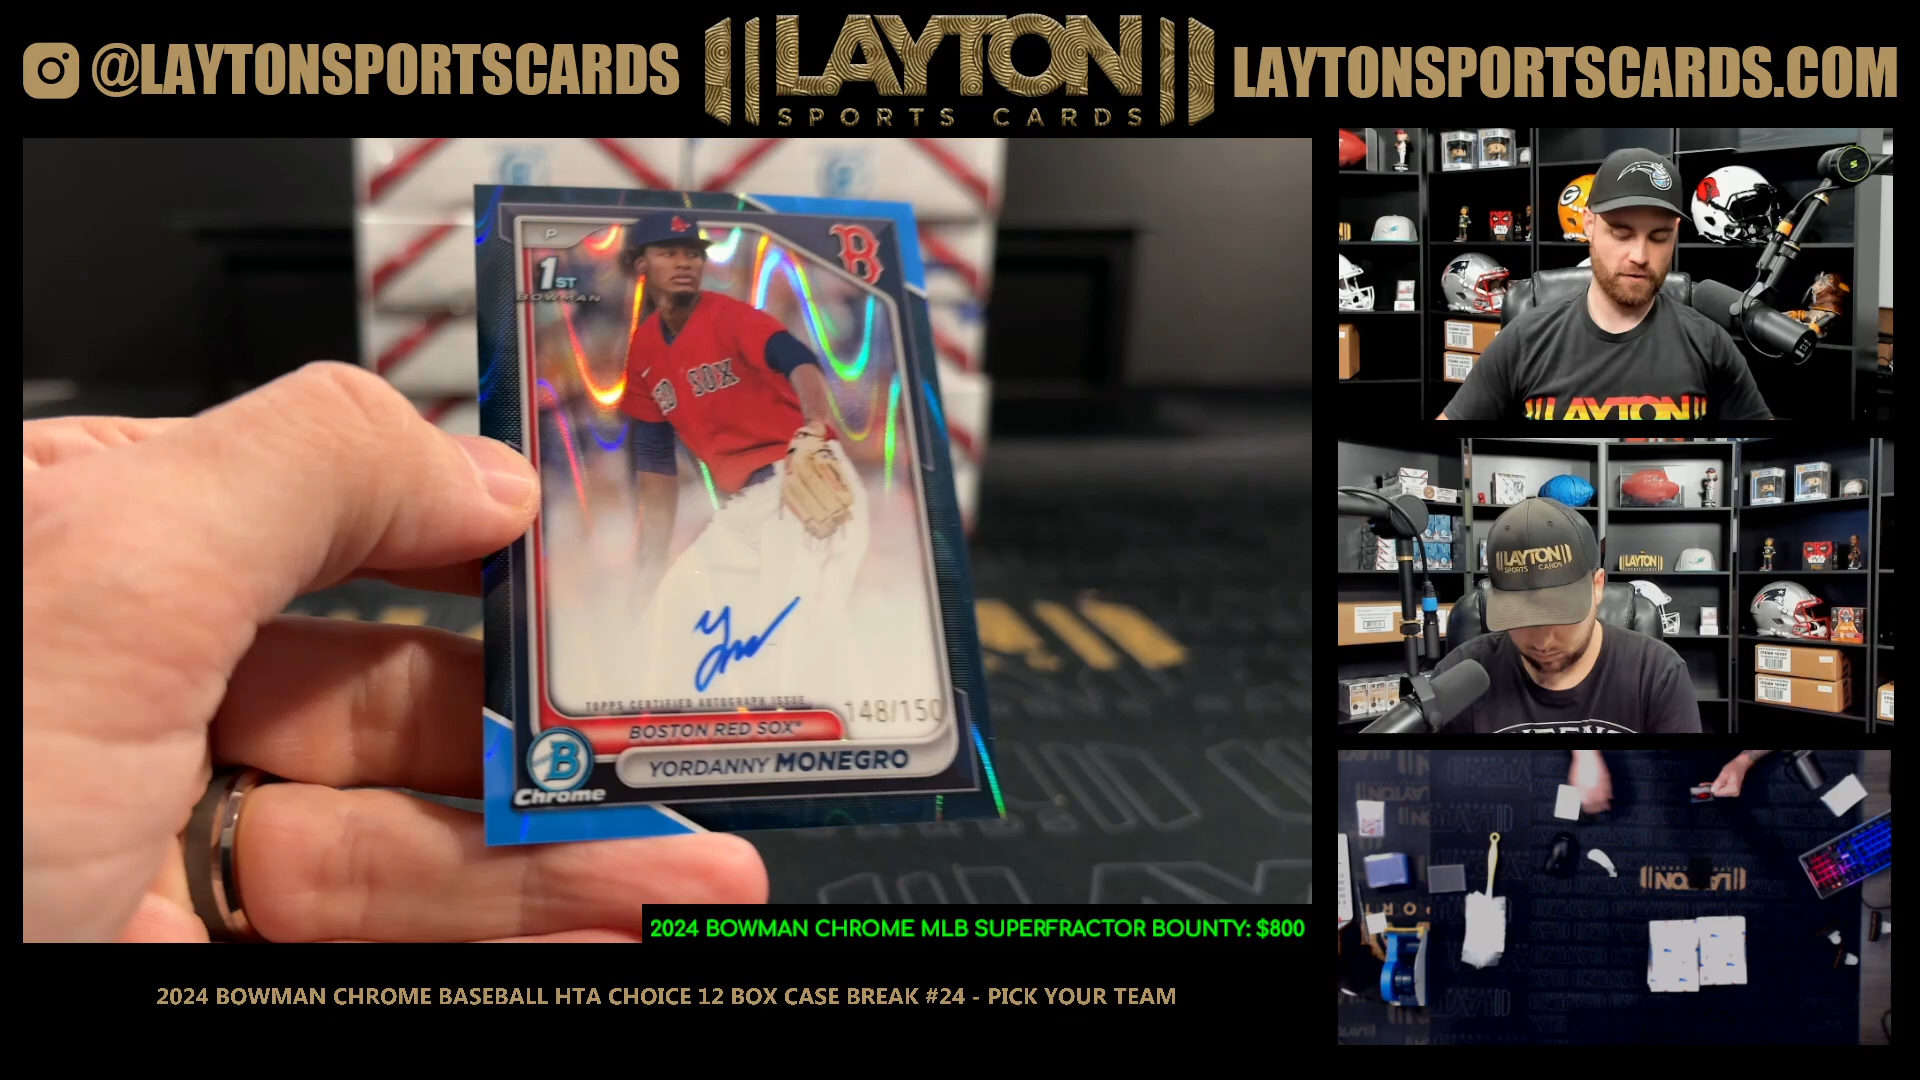 @LAYTONSPORTSCARDS
LAYTON
SPORTS CARDS
LAYTONSPORTSCARDS.COM
P
1ST
BOWMAN
B
RED SOX
TOPPS CERTIFIED AUTOGRAPH ISSUE
148/150
BOSTON RED SOX
YORDANNY MONEGRO
B
Chrome
LAYTON
LAYTON
SPORTS CARDS
2024 BOWMAN CHROME MLB SUPERFRACTOR BOUNTY: $800
2024 BOWMAN CHROME BASEBALL HTA CHOICE 12 BOX CASE BREAK #24 - PICK YOUR TEAM